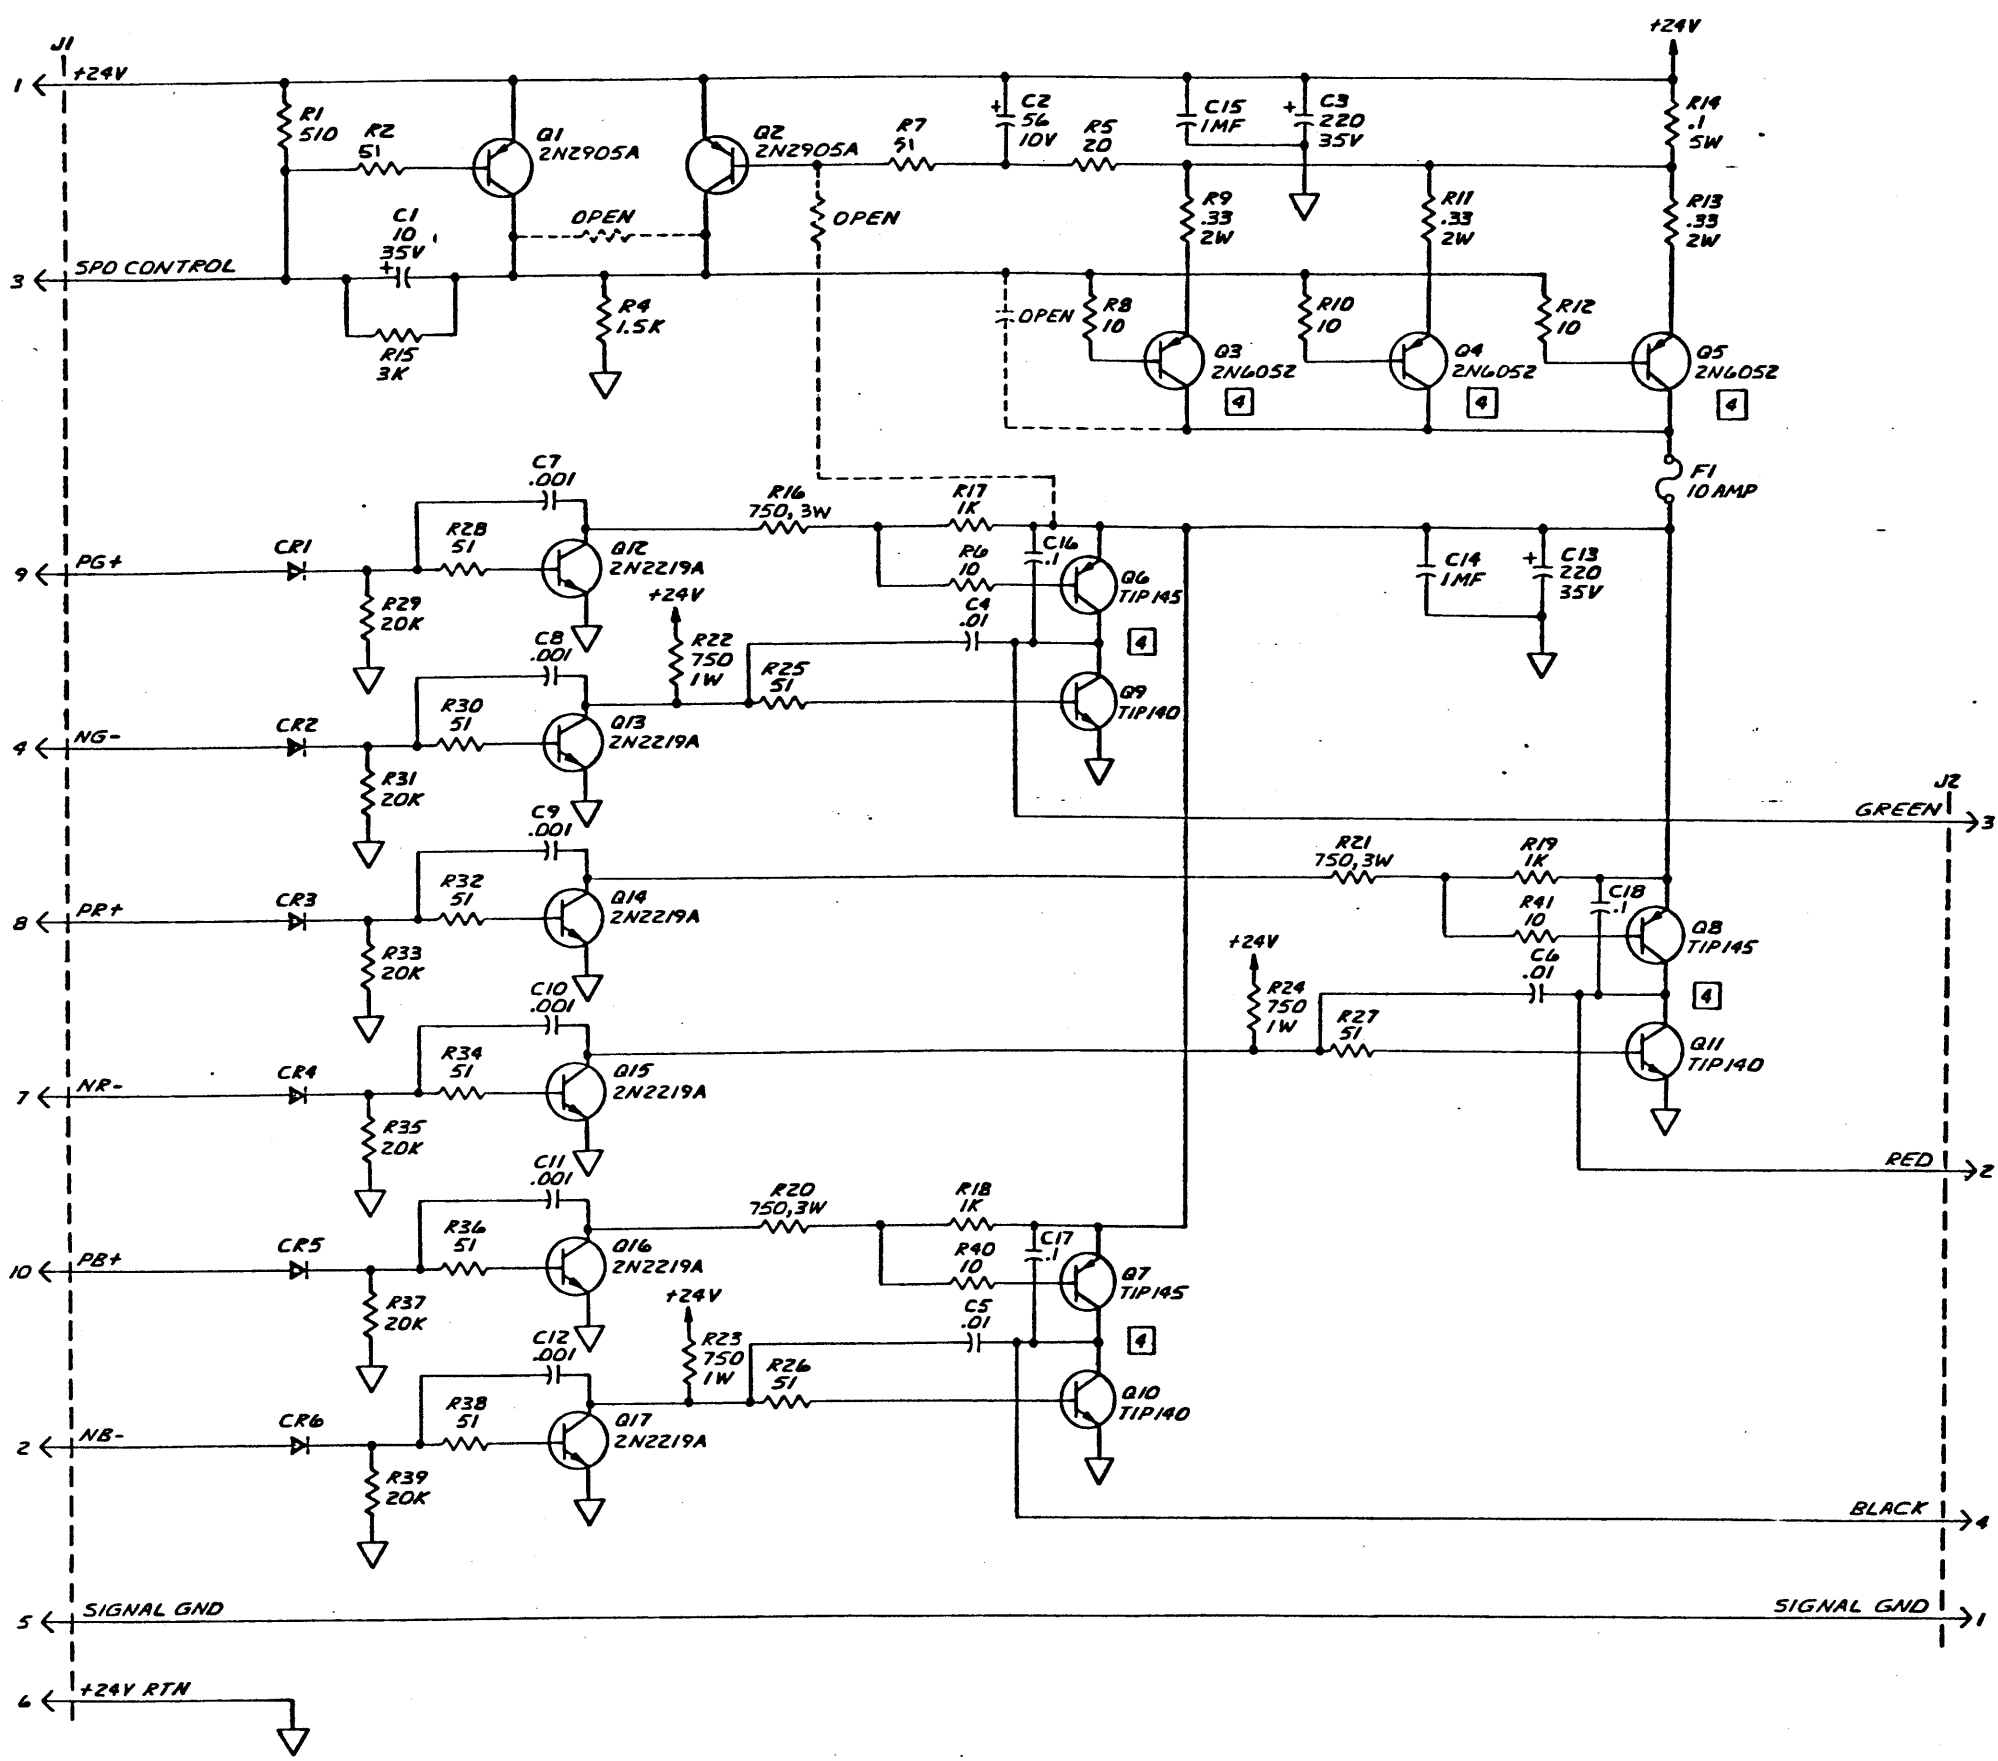 +24V
J1
1
+24V
R1
510
R2
51
Q1
2N2905A
Q2
2N2905A
R7
51
C2
56
10V
+
R5
20
C15
1MF
+
C3
220
35V
R14
.1
5W
C1
10
35V
+
OPEN
OPEN
R9
.33
2W
R11
.33
2W
R13
.33
2W
3
SPO CONTROL
R15
3K
R4
1.5K
OPEN
R8
10
R10
10
R12
10
Q3
2N6052
4
Q4
2N6052
4
Q5
2N6052
4
F1
10 AMP
C7
.001
R16
750, 3W
R17
1K
R28
51
CR1
9
PG+
Q12
2N2219A
R6
10
C16
.1
Q6
TIP145
C14
1MF
+
C13
220
35V
R29
20K
+24V
C4
.01
C8
.001
R22
750
1W
R25
51
4
Q9
TIP140
4
NG-
CR2
R30
51
Q13
2N2219A
R31
20K
J2
GREEN
3
C9
.001
R21
750,3W
R19
1K
8
PR+
CR3
R32
51
Q14
2N2219A
R41
10
C18
.1
Q8
TIP145
R33
20K
+24V
C6
.01
C10
.001
R24
750
1W
R27
51
4
Q11
TIP140
7
NR-
CR4
R34
51
Q15
2N2219A
R35
20K
RED
2
C11
.001
R20
750,3W
R18
1K
10
PB+
CR5
R36
51
Q16
2N2219A
R40
10
C17
.1
Q7
TIP145
R37
20K
+24V
C5
.01
C12
.001
R23
750
1W
R26
51
4
Q10
TIP140
2
NB-
CR6
R38
51
Q17
2N2219A
R39
20K
BLACK
4
5
SIGNAL GND
SIGNAL GND
1
6
+24V RTN